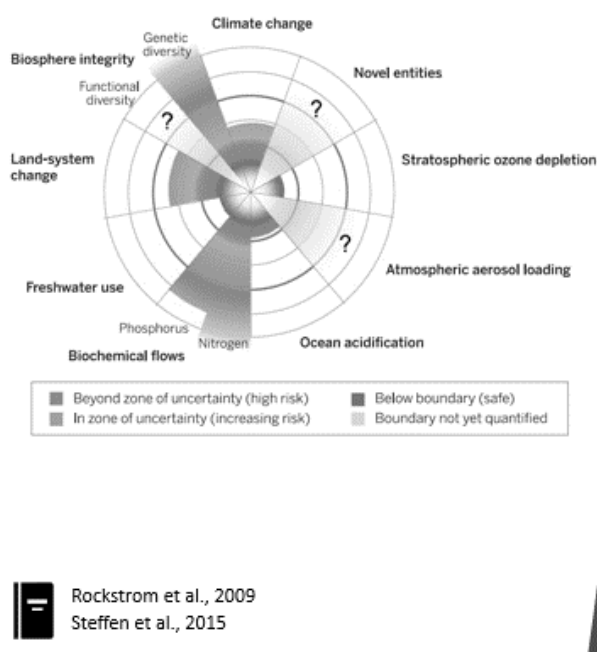 Climate change
Genetic
diversity
Biosphere integrity
Functional
diversity
Novel entities
?
?
Land-system
change
Stratospheric ozone depletion
?
Atmospheric aerosol loading
Freshwater use
Phosphorus
Nitrogen
Ocean acidification
Biochemical flows
Beyond zone of uncertainty (high risk)
Below boundary (safe)
In zone of uncertainty (increasing risk)
Boundary not yet quantified
Rockstrom et al., 2009
Steffen et al., 2015